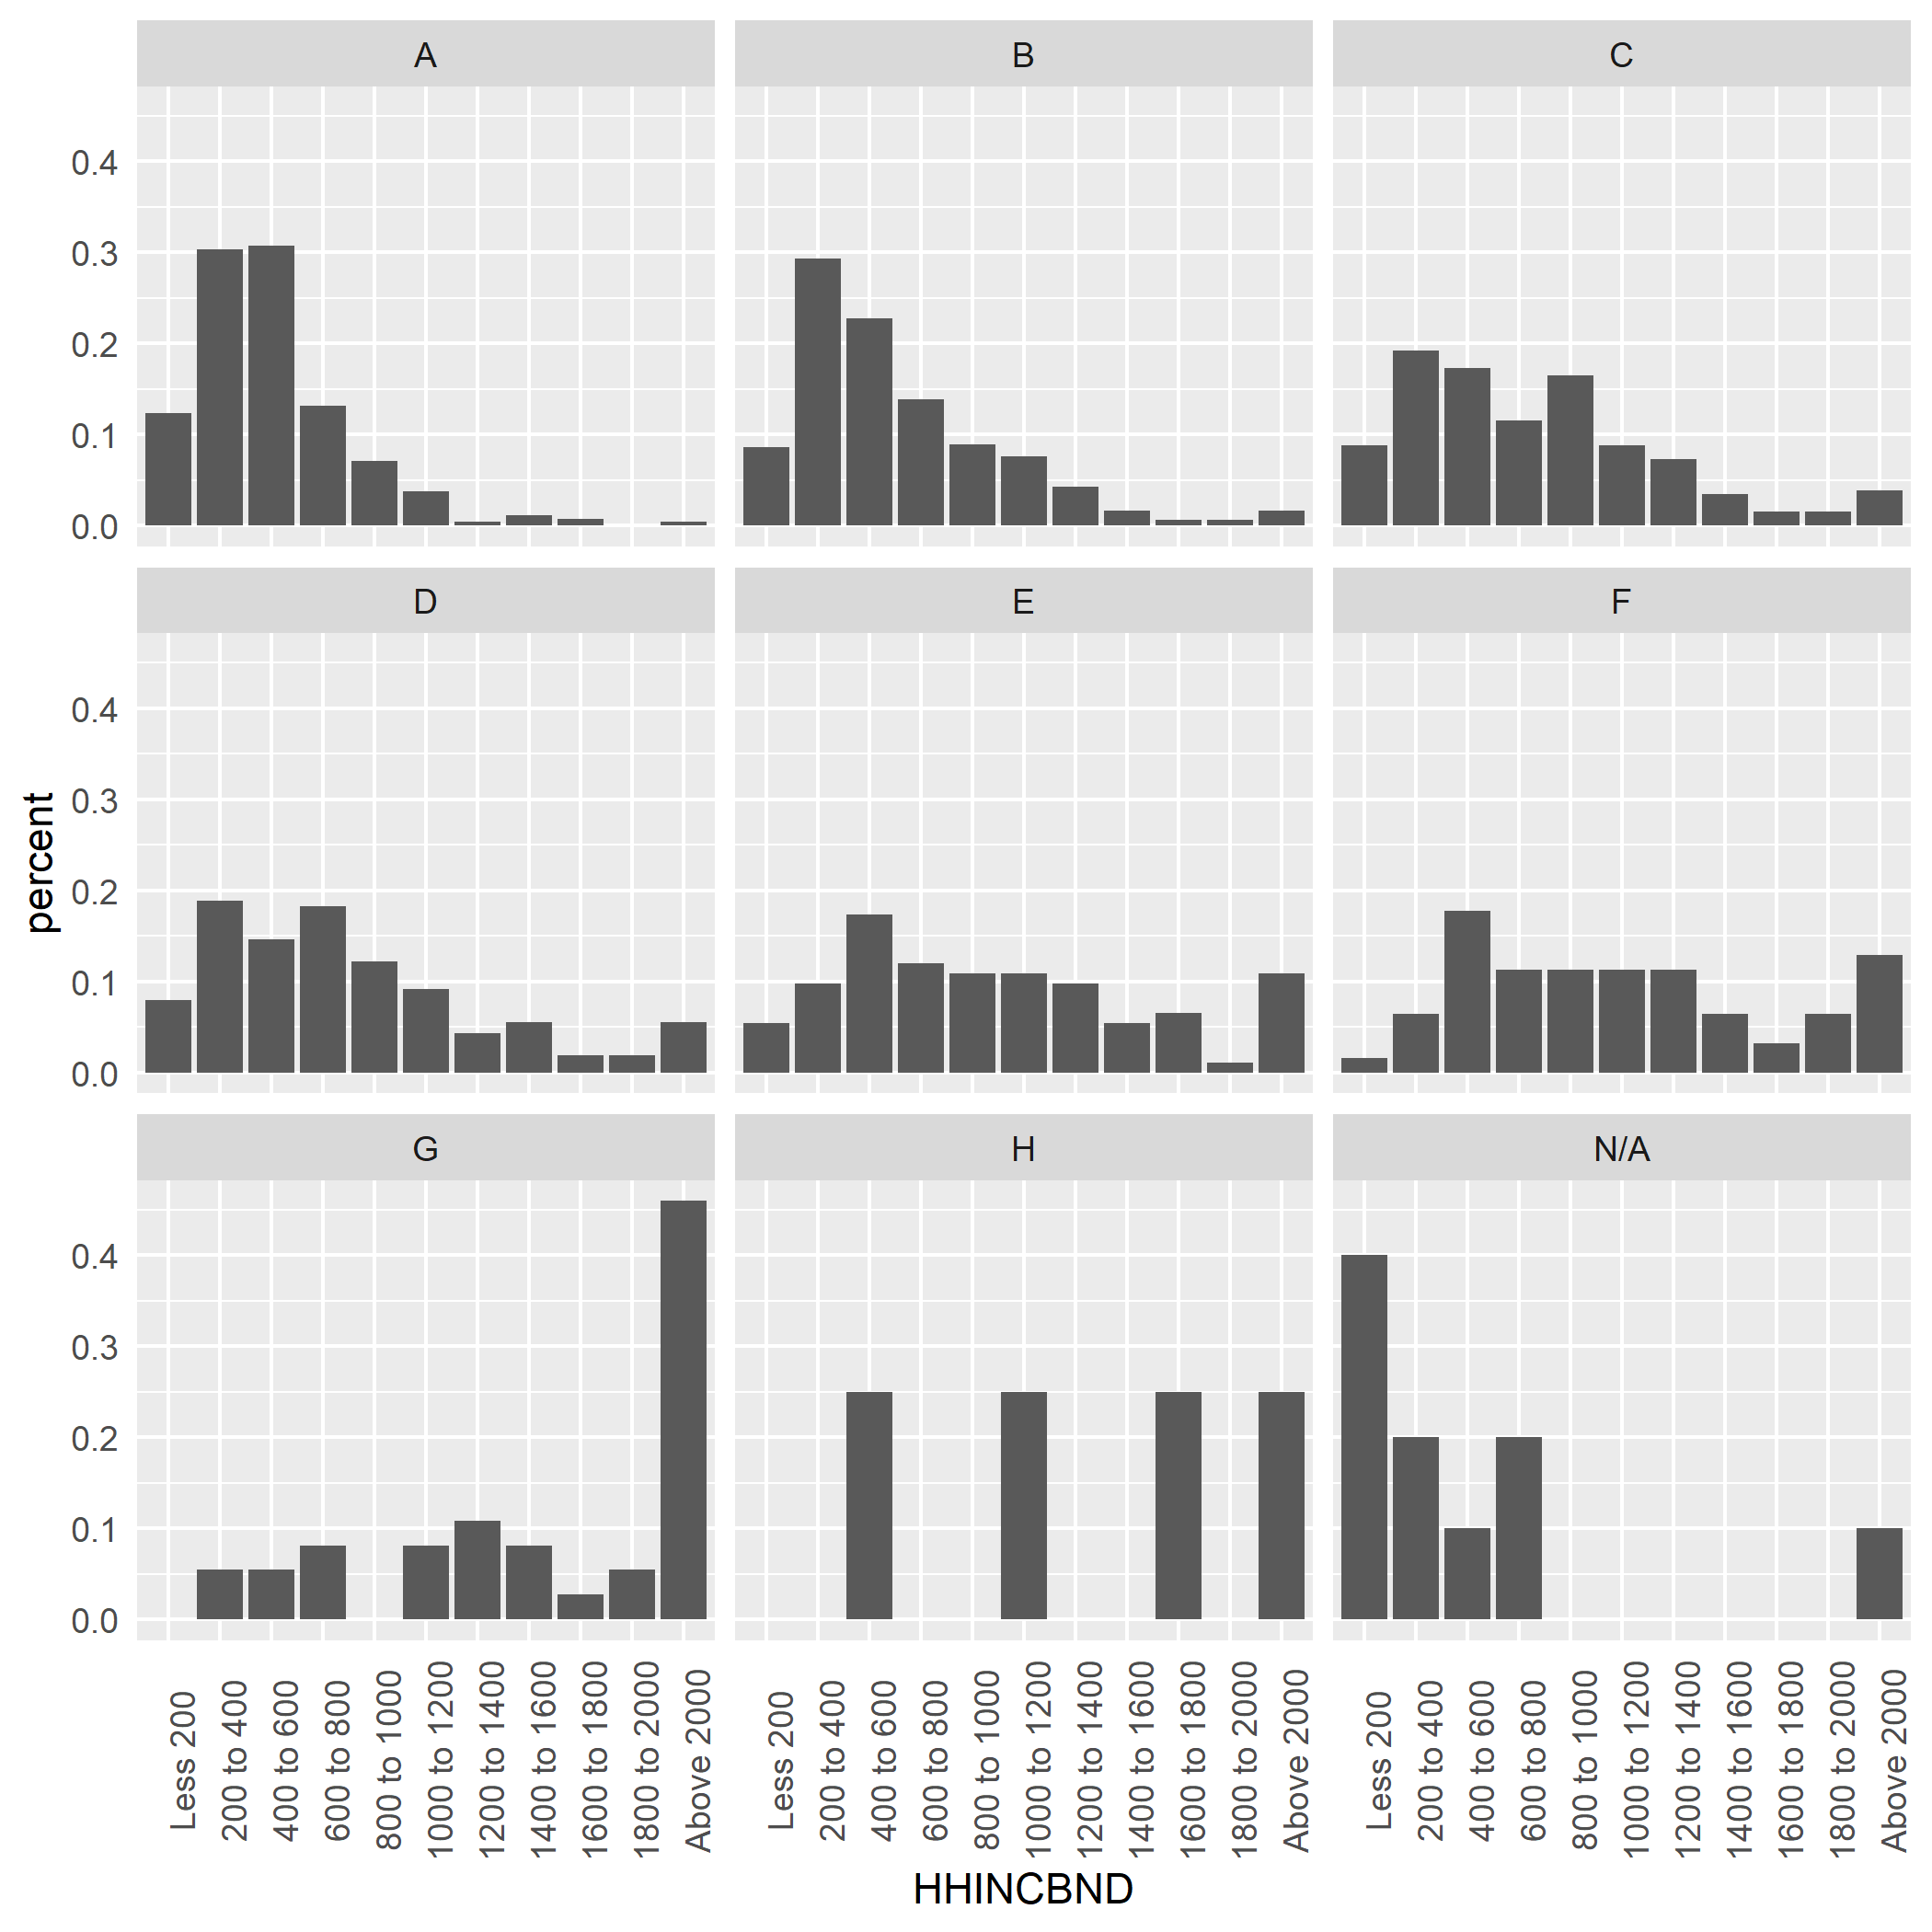 A
B
C
0.4
0.3
0.2
0.1
0.0
D
E
F
0.4
0.3
0.2
0.1
0.0
G
H
N/A
0.4
0.3
0.2
0.1
0.0
percent
Less 200
200 to 400
400 to 600
600 to 800
800 to 1000
1000 to 1200
1200 to 1400
1400 to 1600
1600 to 1800
1800 to 2000
Above 2000
Less 200
200 to 400
400 to 600
600 to 800
800 to 1000
1000 to 1200
1200 to 1400
1400 to 1600
1600 to 1800
1800 to 2000
Above 2000
Less 200
200 to 400
400 to 600
600 to 800
800 to 1000
1000 to 1200
1200 to 1400
1400 to 1600
1600 to 1800
1800 to 2000
Above 2000
HHINCBND